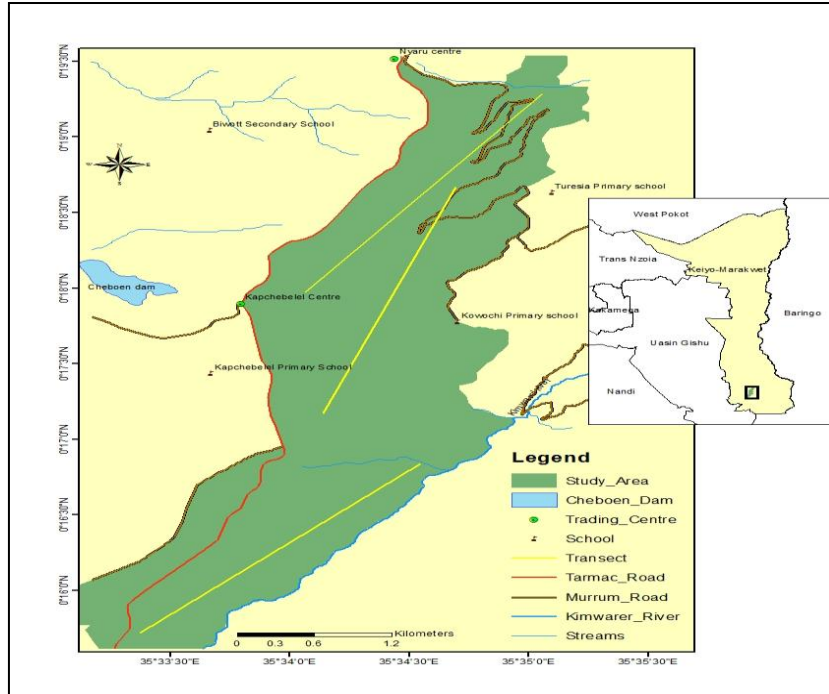 Nyaru centre
0°19'30"N
Biwott Secondary School
0°19'0"N
N
W
E
S
Turesia Primary school
0°18'30"N
West Pokot
Trans Nzoia
Keiyo-Marakwet
0°18'0"N
Cheboen dam
Kapchebelel Centre
Kowochi Primary school
Kakamega
Baringo
Uasin Gishu
0°17'30"N
Kapchebelel Primary School
Nandi
0°17'0"N
Legend
Study_Area
Cheboen_Dam
0°16'30"N
Trading_Centre
School
Transect
Tarmac_Road
0°16'0"N
Murrum_Road
Kimwarer_River
Streams
Kilometers
0 0.3 0.6 1.2
35°33'30"E 35°34'0"E 35°34'30"E 35°35'0"E 35°35'30"E